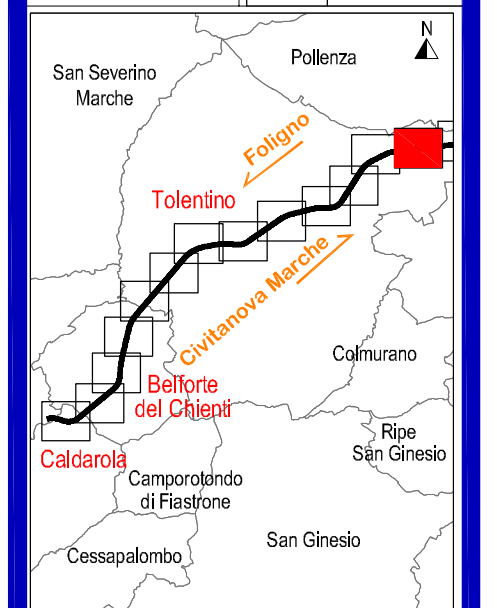 N
Pollenza
San Severino
Marche
Foligno
Tolentino
Civitanova Marche
Colmurano
Belforte
del Chienti
Ripe
San Ginesio
Caldarola
Camporotondo
di Fiastrone
San Ginesio
Cessapalombo